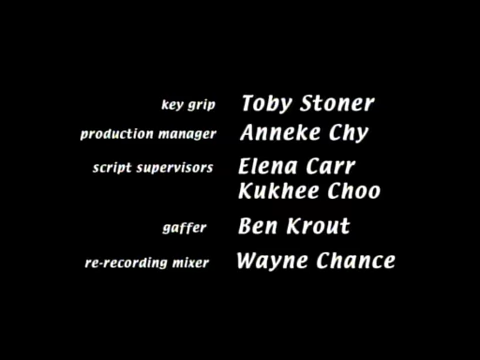 key grip Toby Stoner
production manager Anneke Chy
script supervisors Elena Carr
Kukhee Choo
gaffer Ben Krout
re-recording mixer Wayne Chance